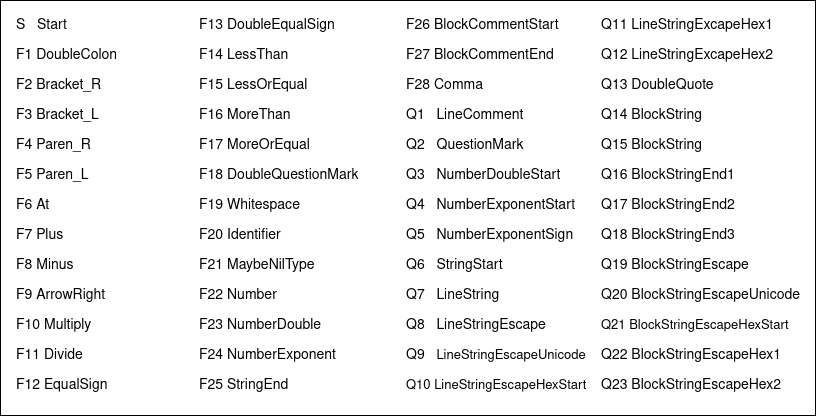 S Start
F1 DoubleColon
F2 Bracket_R
F3 Bracket_L
F4 Paren_R
F5 Paren_L
F6 At
F7 Plus
F8 Minus
F9 ArrowRight
F10 Multiply
F11 Divide
F12 EqualSign
F13 DoubleEqualSign
F14 LessThan
F15 LessOrEqual
F16 MoreThan
F17 MoreOrEqual
F18 DoubleQuestionMark
F19 Whitespace
F20 Identifier
F21 MaybeNilType
F22 Number
F23 NumberDouble
F24 NumberExponent
F25 StringEnd
F26 BlockCommentStart
F27 BlockCommentEnd
F28 Comma
Q1 LineComment
Q2 QuestionMark
Q3 NumberDoubleStart
Q4 NumberExponentStart
Q5 NumberExponentSign
Q6 StringStart
Q7 LineString
Q8 LineStringEscape
Q9 LineStringEscapeUnicode
Q10 LineStringEscapeHexStart
Q11 LineStringExcapeHex1
Q12 LineStringExcapeHex2
Q13 DoubleQuote
Q14 BlockString
Q15 BlockString
Q16 BlockStringEnd1
Q17 BlockStringEnd2
Q18 BlockStringEnd3
Q19 BlockStringEscape
Q20 BlockStringEscapeUnicode
Q21 BlockStringEscapeHexStart
Q22 BlockStringEscapeHex1
Q23 BlockStringEscapeHex2